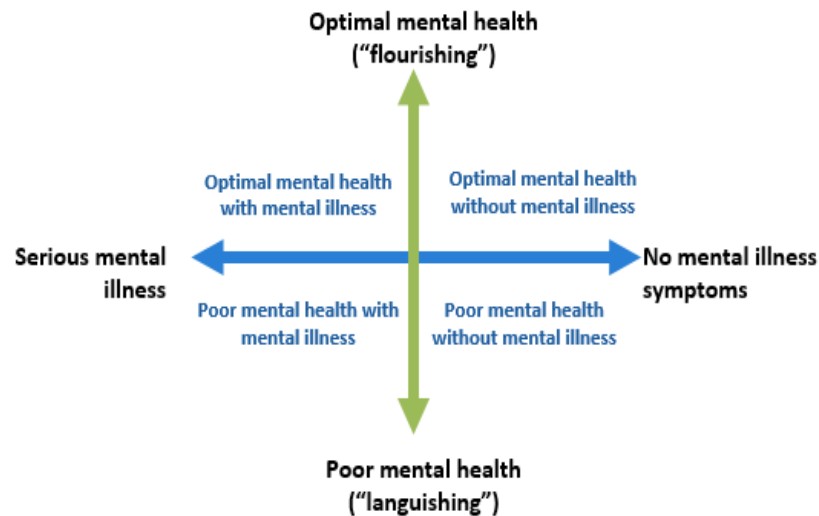 Optimal mental health
(“flourishing”)
Optimal mental health
with mental illness
Optimal mental health
without mental illness
Serious mental
illness
No mental illness
symptoms
Poor mental health with
mental illness
Poor mental health
without mental illness
Poor mental health
(“languishing”)